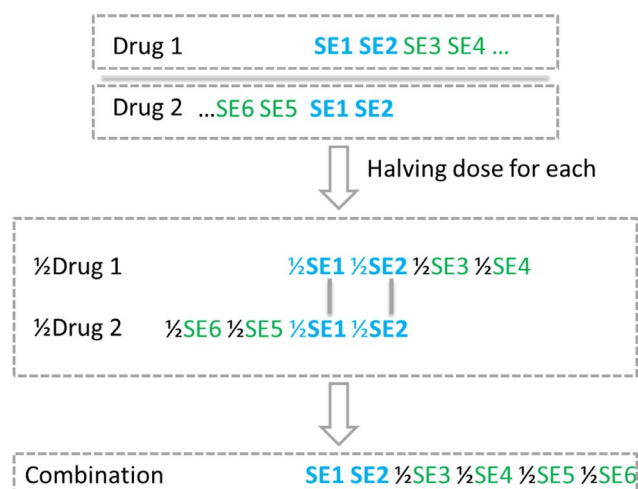 Drug 1 SE1 SE2 SE3 SE4 ...
Drug 2 ...SE6 SE5 SE1 SE2
Halving dose for each
½Drug 1 ½SE1 ½SE2 ½SE3 ½SE4
½Drug 2 ½SE6 ½SE5 ½SE1 ½SE2
Combination SE1 SE2 ½SE3 ½SE4 ½SE5 ½SE6